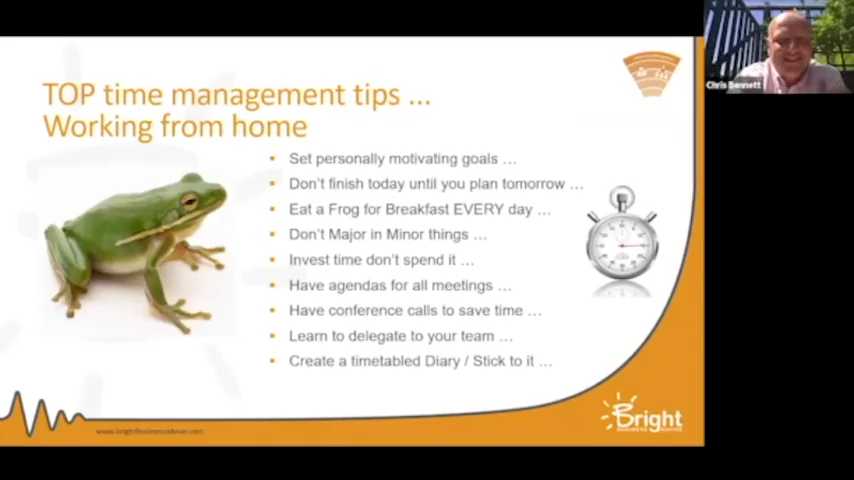 TOP time management tips ...
Working from home
Set personally motivating goals ...
Don't finish today until you plan tomorrow ...
Eat a Frog for Breakfast EVERY day ...
Don't Major in Minor things ...
Invest time don't spend it ...
Have agendas for all meetings ...
Have conference calls to save time ...
Learn to delegate to your team ...
Create a timetabled Diary / Stick to it ...
Chris Bennett
Bright